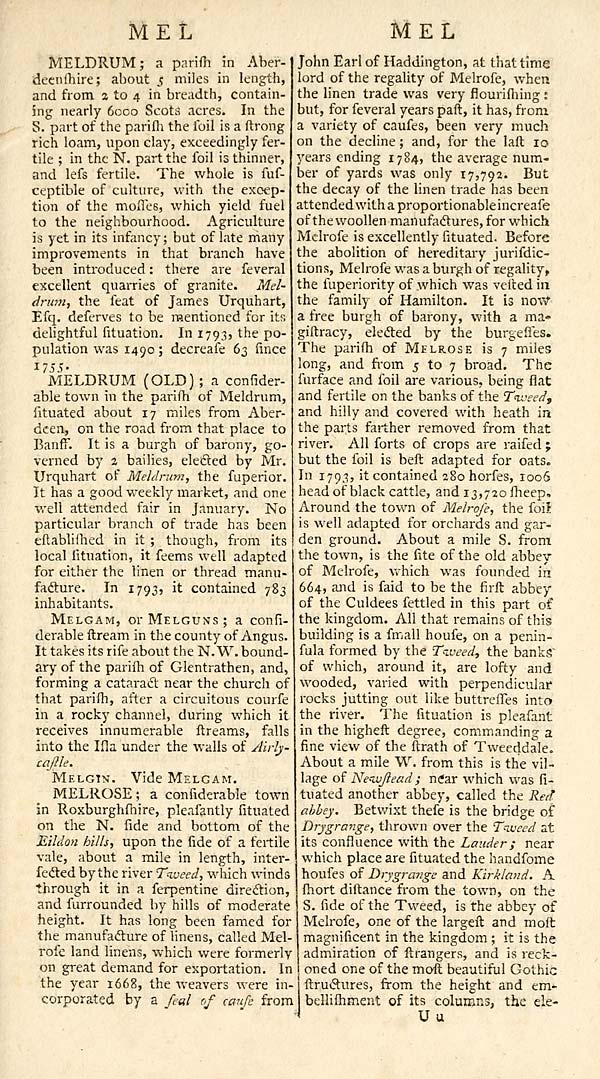 MEL
MELDRUM; a pariſh in Aber-
deenſhire; about 5 miles in length,
and from 2 to 4 in breadth, contain-
ing nearly 6000 Scots acres. In the
S. part of the pariſh the ſoil is a ſtrong
rich loam, upon clay, exceedingly fer-
tile; in the N. part the ſoil is thinner,
and leſs fertile. The whole is ſuſ-
ceptible of culture, with the excep-
tion of the moſſes, which yield fuel
to the neighbourhood. Agriculture
is yet in its infancy; but of late many
improvements in that branch have
been introduced: there are ſeveral
excellent quarries of granite. Mel-
drum, the ſeat of James Urquhart,
Eſq. deſerves to be mentioned for its
delightful ſituation. In 1793, the po-
pulation was 1490; decreaſe 63 ſince
1755.
MELDRUM (OLD); a conſider-
able town in the pariſh of Meldrum,
ſituated about 17 miles from Aber-
deen, on the road from that place to
Banff. It is a burgh of barony, go-
verned by 2 bailies, elected by Mr.
Urquhart of Meldrum, the ſuperior.
It has a good weekly market, and one
well attended fair in January. No
particular branch of trade has been
eſtabliſhed in it; though, from its
local ſituation, it ſeems well adapted
for either the linen or thread manu-
facture. In 1793, it contained 783
inhabitants.
MELGAM, or MELGUNS; a conſi-
derable ſtream in the county of Angus.
It takes its riſe about the N.W. bound-
ary of the pariſh of Glentrathen, and,
forming a cataract near the church of
that pariſh, after a circuitous courſe
in a rocky channel, during which it
receives innumerable ſtreams, falls
into the Iſla under the walls of Airly-
caſtle.
MELGIN. Vide MELGAM.
MELROSE; a conſiderable town
in Roxburghſhire, pleaſantly ſituated
on the N. ſide and bottom of the
Eildon hills, upon the ſide of a fertile
vale, about a mile in length, inter-
ſected by the river Tweed, which winds
through it in a ſerpentine direction,
and ſurrounded by hills of moderate
height. It has long been famed for
the manufacture of linens, called Mel-
roſe land linens, which were formerly
on great demand for exportation. In
the year 1668, the weavers were in-
corporated by a ſeal of cauſe from
MEL
John Earl of Haddington, at that time
lord of the regality of Melroſe, when
the linen trade was very flouriſhing:
but, for ſeveral years paſt, it has, from
a variety of cauſes, been very much
on the decline; and, for the laſt 10
years ending 1784, the average num-
ber of yards was only 17,792. But
the decay of the linen trade has been
attended with a proportionable increaſe
of the woollen manufactures, for which
Melroſe is excellently ſituated. Before
the abolition of hereditary juriſdic-
tions, Melroſe was a burgh of regality,
the ſuperiority of which was veſted in
the family of Hamilton. It is now
a free burgh of barony, with a ma-
giſtracy, elected by the burgeſſes.
The pariſh of MELROSE is 7 miles
long, and from 5 to 7 broad. The
ſurface and ſoil are various, being flat
and fertile on the banks of the Tweed,
and hilly and covered with heath in
the parts farther removed from that
river. All ſorts of crops are raiſed;
but the ſoil is beſt adapted for oats.
In 1793, it contained 280 horſes, 1006
head of black cattle, and 13,720 ſheep.
Around the town of Melroſe, the ſoil
is well adapted for orchards and gar-
den ground. About a mile S. from
the town, is the ſite of the old abbey
of Melroſe, which was founded in
664, and is ſaid to be the firſt abbey
of the Culdees ſettled in this part of
the kingdom. All that remains of this
building is a ſmall houſe, on a penin-
ſula formed by the Tweed, the banks
of which, around it, are lofty and
wooded, varied with perpendicular
rocks jutting out like buttreſſes into
the river. The ſituation is pleaſant
in the higheſt degree, commanding a
fine view of the ſtrath of Tweeddale.
About a mile W. from this is the vil-
lage of Newſtead; near which was ſi-
tuated another abbey, called the Red
abbey. Betwixt theſe is the bridge of
Drygrange, thrown over the Tweed at
its confluence with the Lauder; near
which place are ſituated the handſome
houſes of Drygrange and Kirkland. A
ſhort diſtance from the town, on the
S. ſide of the Tweed, is the abbey of
Melroſe, one of the largeſt and moſt
magnificent in the kingdom; it is the
admiration of ſtrangers, and is reck-
oned one of the moſt beautiful Gothic
ſtructures, from the height and em-
belliſhment of its columns, the ele-
U u